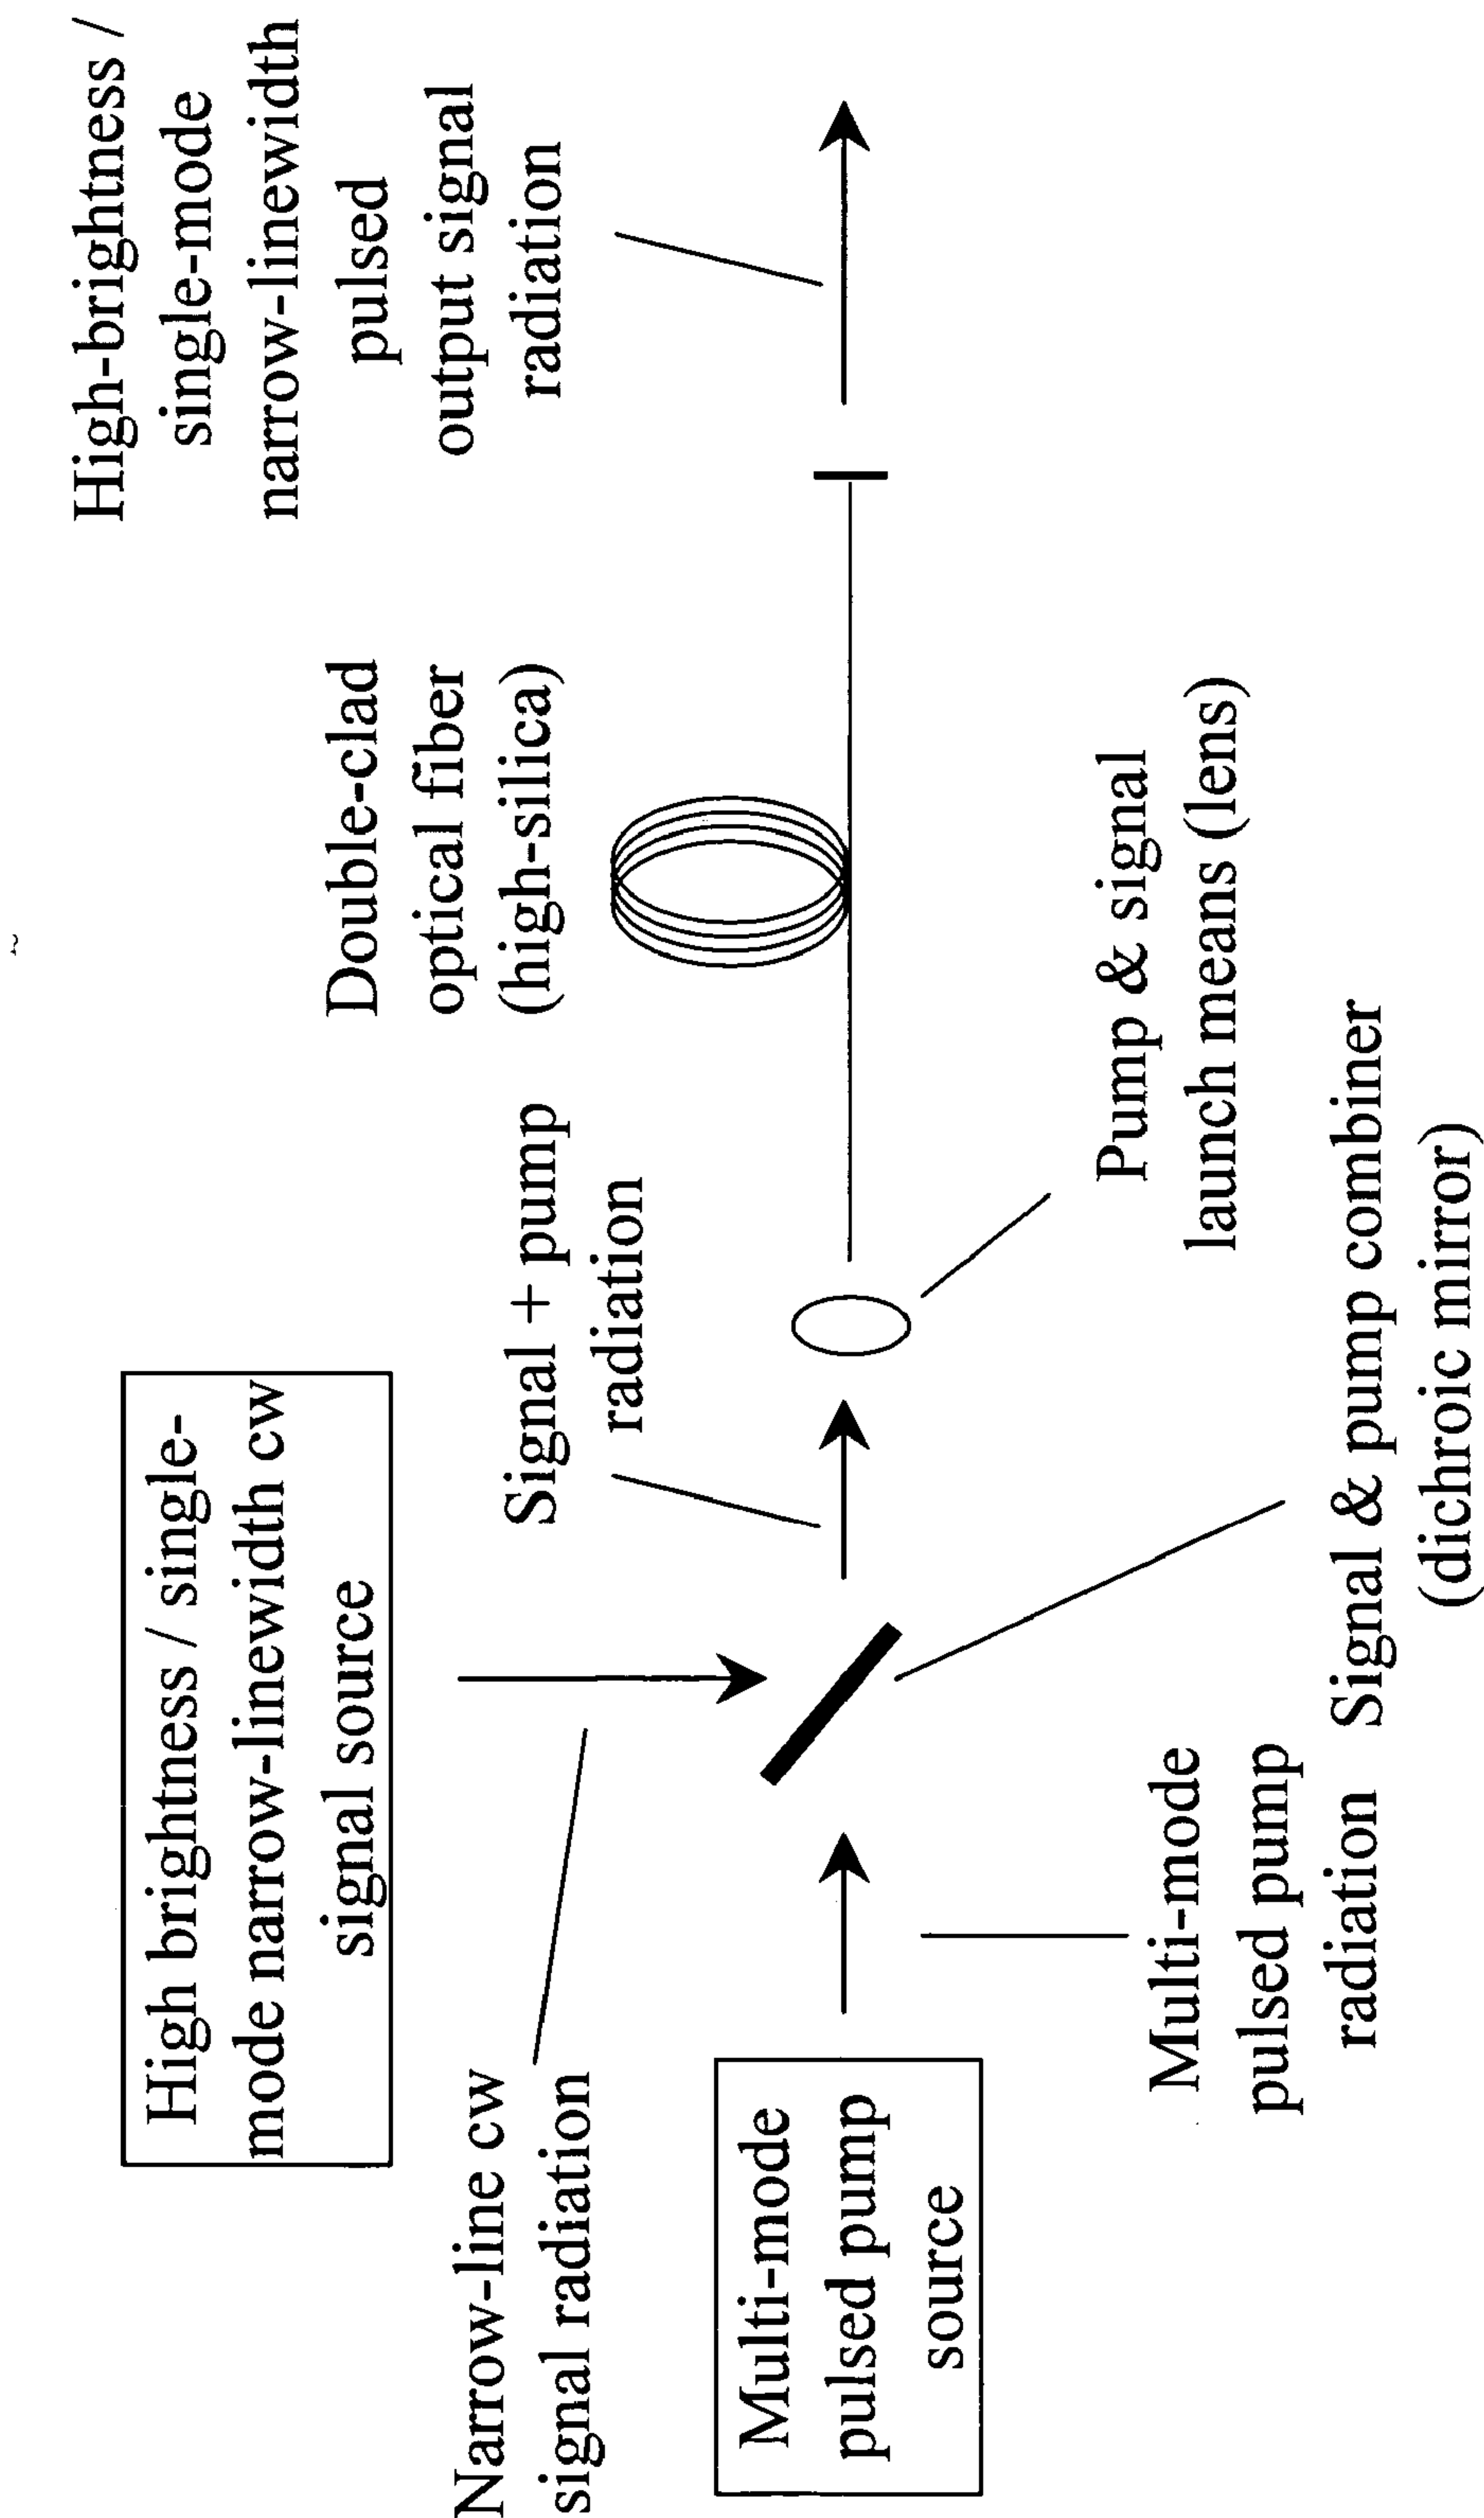 High brightness / single-
mode narrow-linewidth cw
signal source
Narrow-line cw
signal radiation
Multi-mode
pulsed pump
source
Multi-mode
pulsed pump
radiation
Signal + pump
radiation
Signal & pump combiner
(dichroic mirror)
Pump & signal
launch means (lens)
Double-clad
optical fiber
(high-silica)
High-brightness /
single-mode
narrow-linewidth
pulsed
output signal
radiation